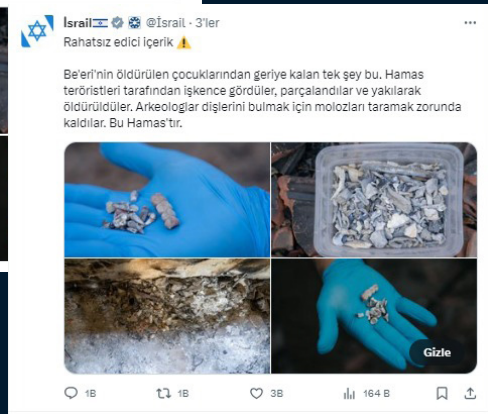 İsrail @İsrail · 3'ler
Rahatsız edici içerik
Be'eri'nin öldürülen çocuklarından geriye kalan tek şey bu. Hamas
teröristleri tarafından işkence gördüler, parçalandılar ve yakılarak
öldürüldüler. Arkeologlar dişlerini bulmak için molozları taramak zorunda
kaldılar. Bu Hamas'tır.
Gizle
1B 1B 3B 164 B